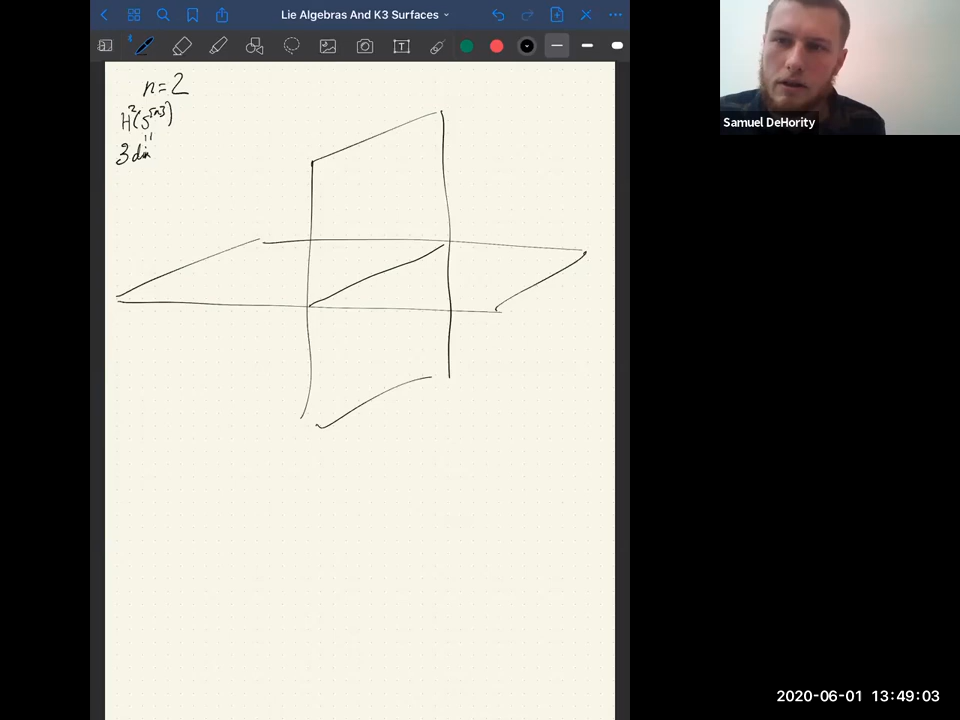 Lie Algebras And K3 Surfaces
n=2
H²(S^[n])
3 dim
Samuel DeHority
2020-06-01 13:49:03